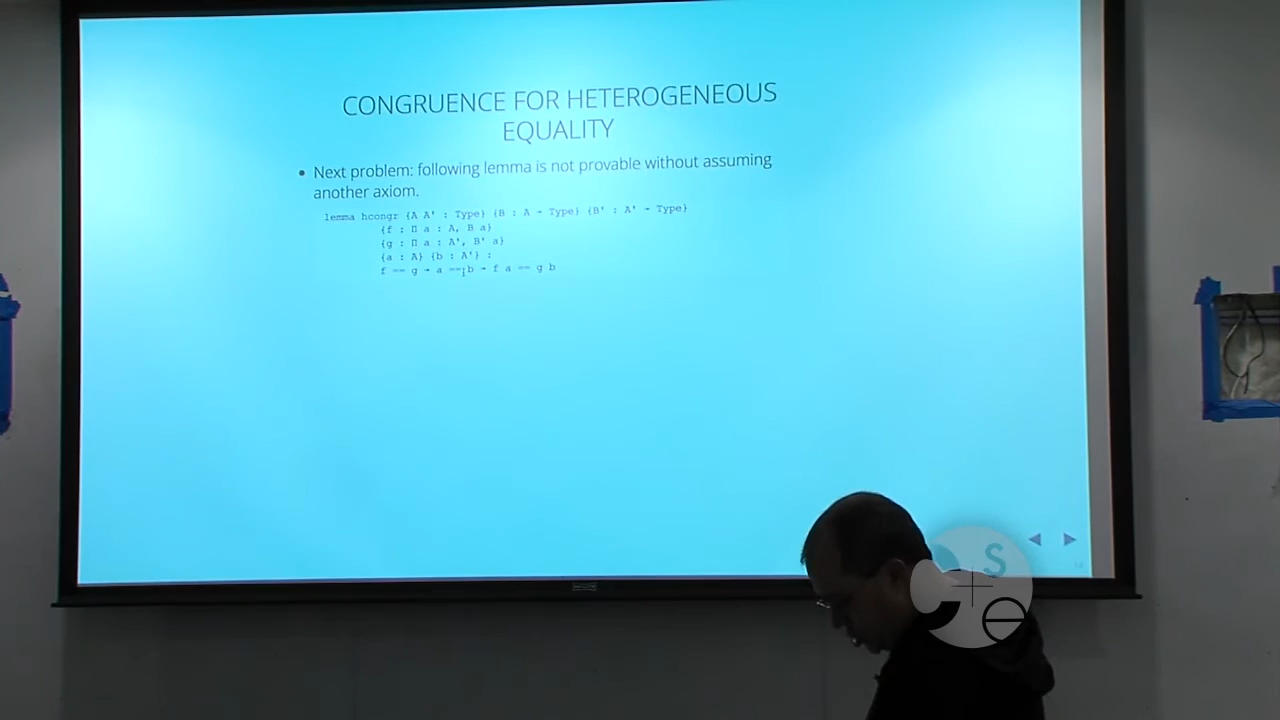 CONGRUENCE FOR HETEROGENEOUS
EQUALITY
• Next problem: following lemma is not provable without assuming
another axiom.
lemma hcongr {A A' : Type} {B : A → Type} {B' : A' → Type}
{f : Π a : A, B a}
{g : Π a : A', B' a}
{a : A} {b : A'} :
f == g → a == b → f a == g b
S
e